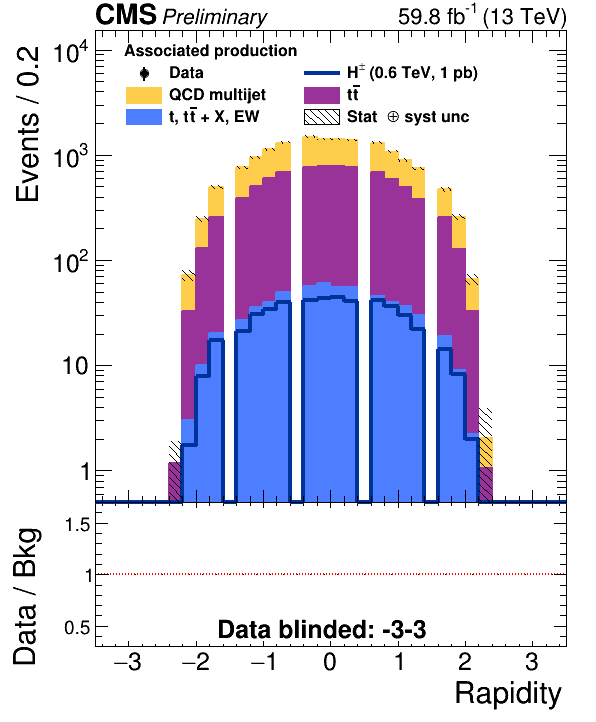 CMS Preliminary 59.8 fb⁻¹ (13 TeV)
Associated production
Data
H± (0.6 TeV, 1 pb)
QCD multijet
tt̄
t, tt̄ + X, EW
Stat ⊕ syst unc
Events / 0.2
10⁴
10³
10²
10
1
Data / Bkg
1.5
1
0.5
Data blinded: -3-3
−3 −2 −1 0 1 2 3
Rapidity